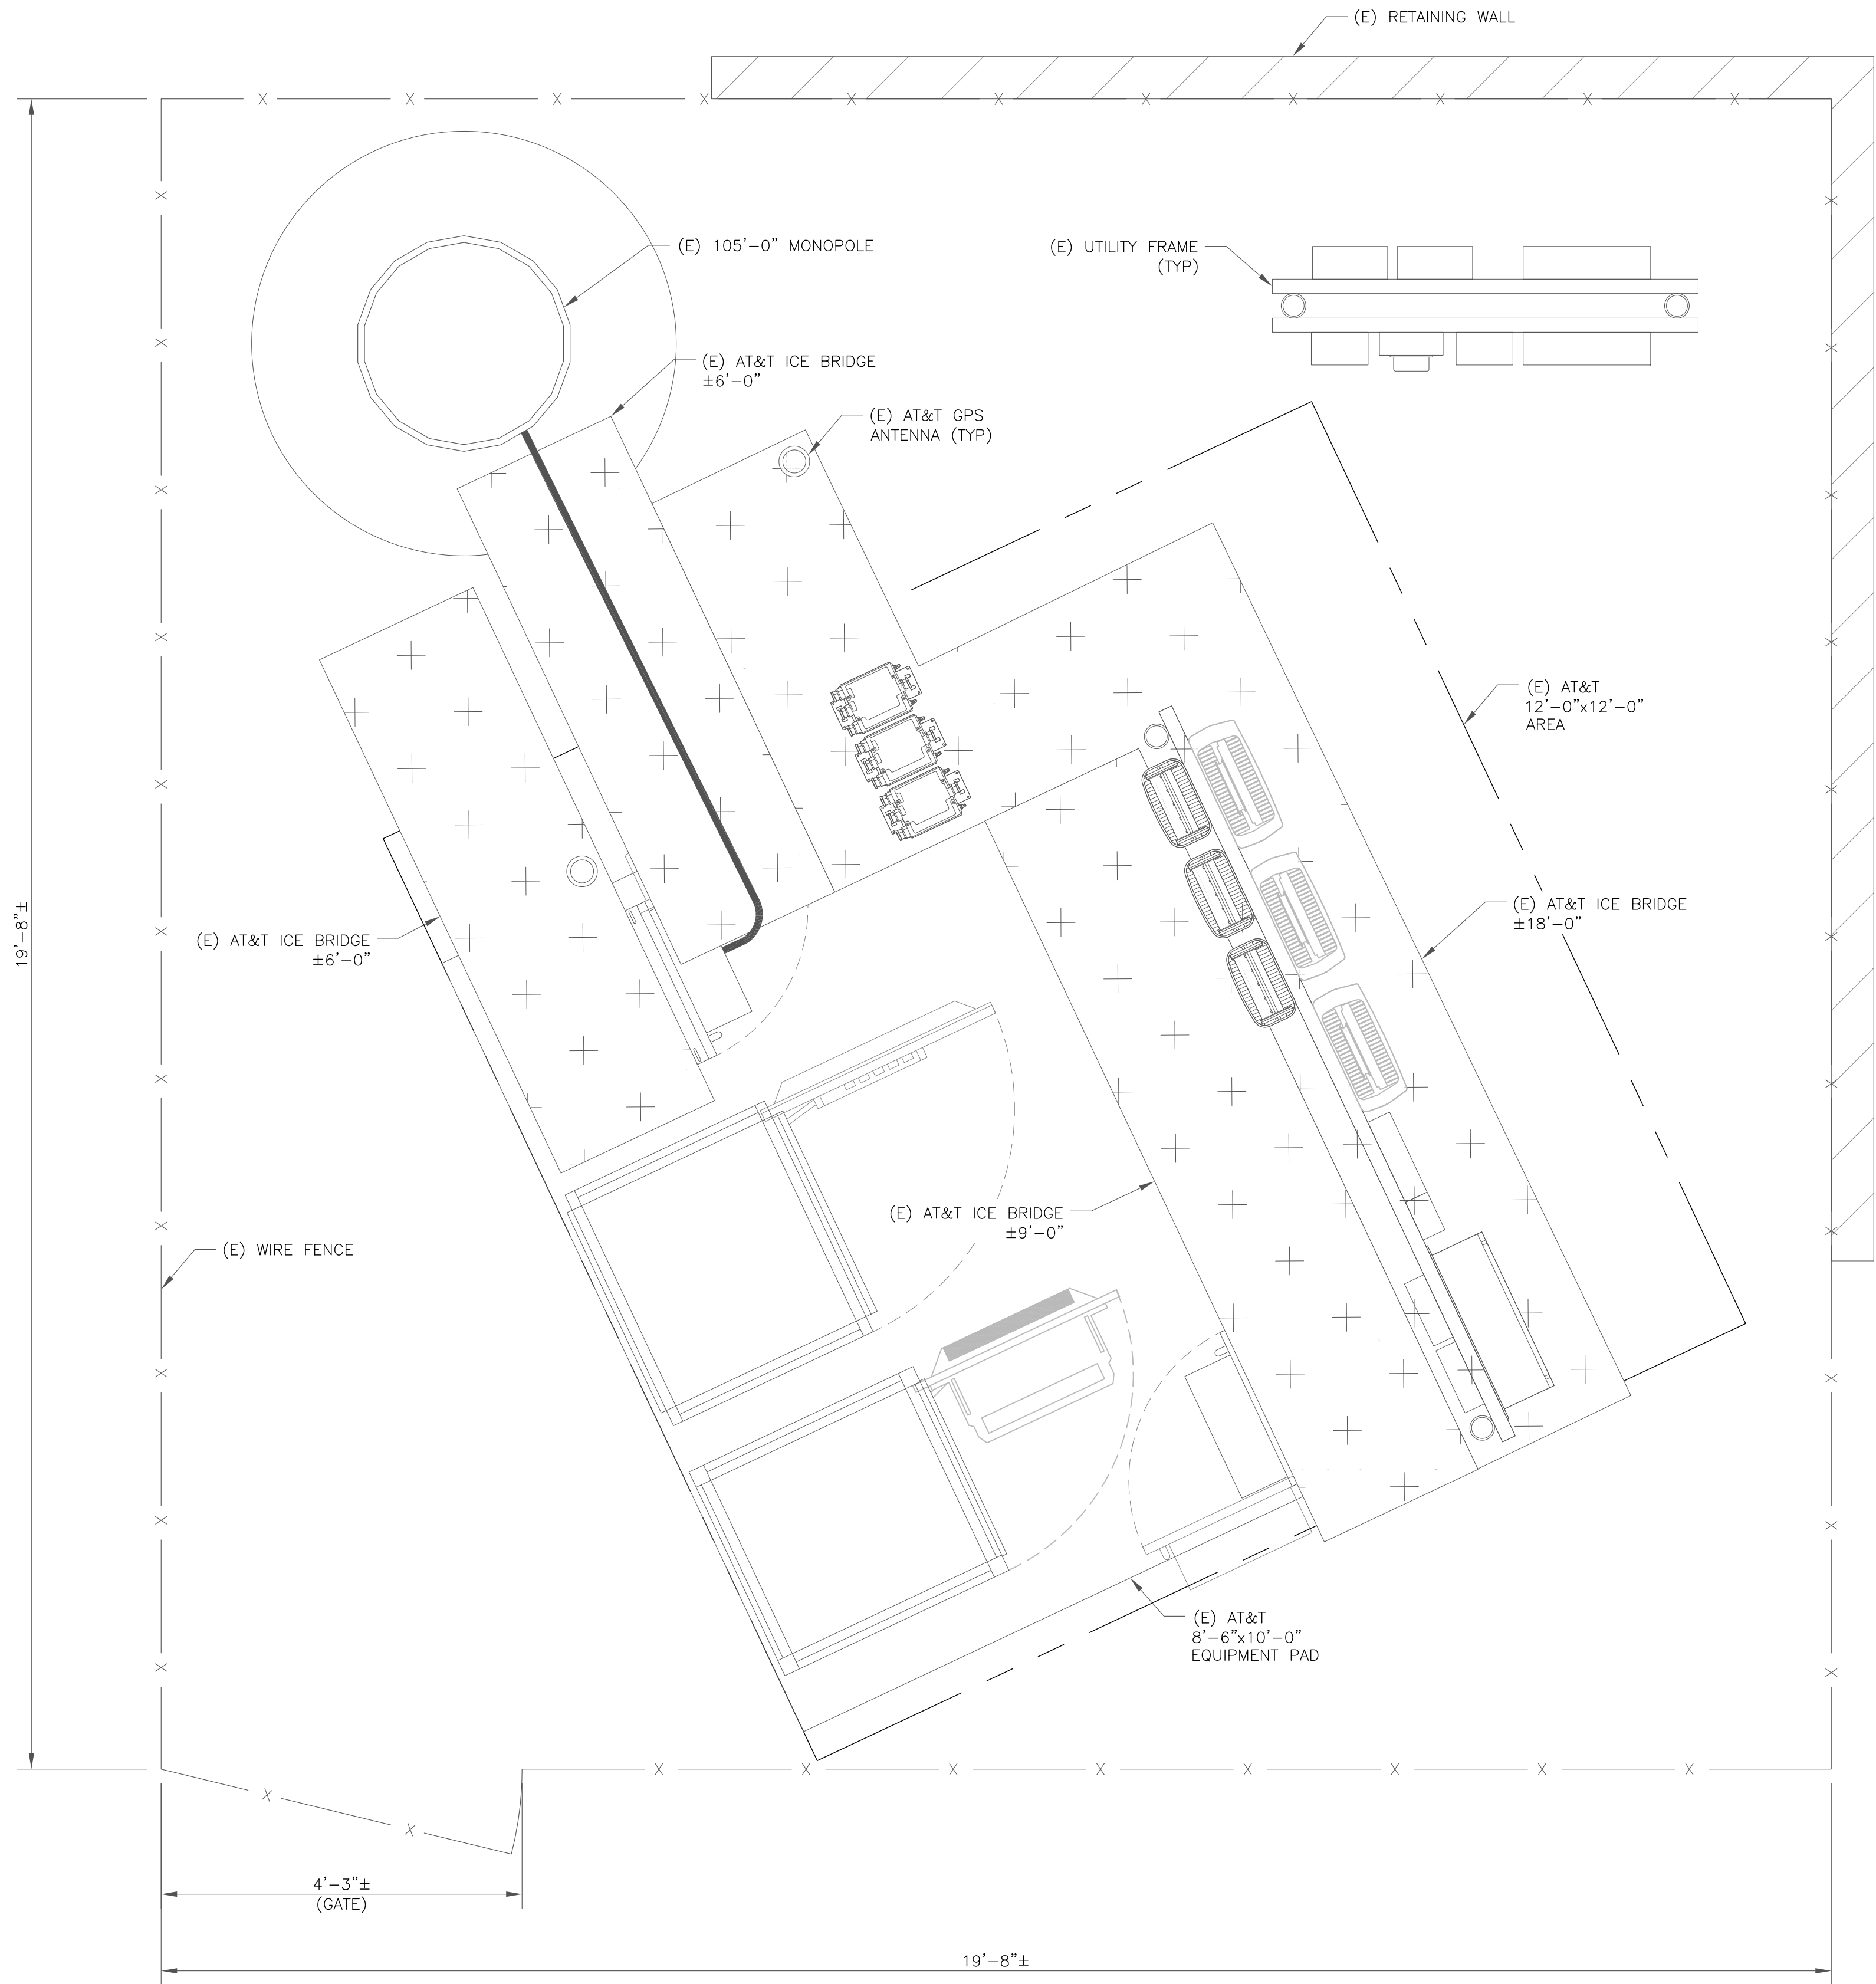 (E) RETAINING WALL
(E) 105'-0" MONOPOLE
(E) UTILITY FRAME
(TYP)
(E) AT&T ICE BRIDGE
±6'-0"
(E) AT&T GPS
ANTENNA (TYP)
(E) AT&T
12'-0"x12'-0"
AREA
(E) AT&T ICE BRIDGE
±18'-0"
19'-8"±
(E) AT&T ICE BRIDGE
±6'-0"
(E) AT&T ICE BRIDGE
±9'-0"
(E) WIRE FENCE
(E) AT&T
8'-6"x10'-0"
EQUIPMENT PAD
4'-3"±
(GATE)
19'-8"±